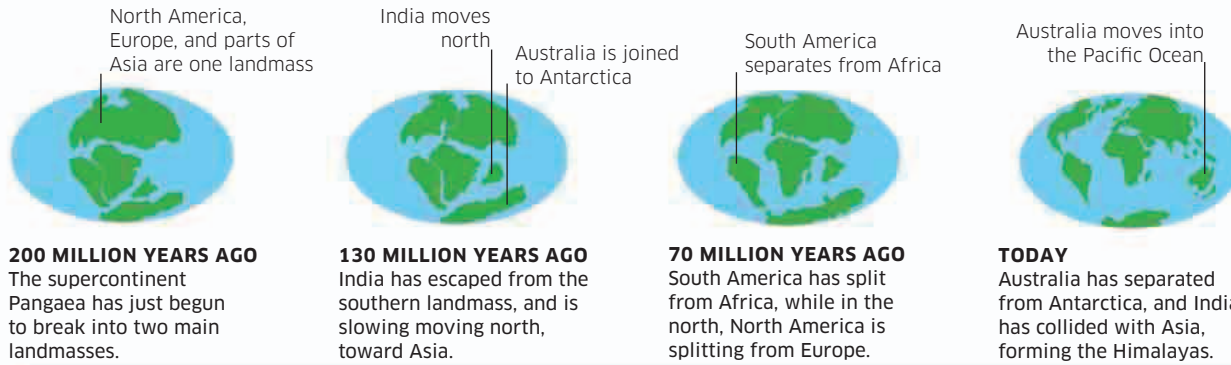 North America,
Europe, and parts of
Asia are one landmass
India moves
north
Australia is joined
to Antarctica
South America
separates from Africa
Australia moves into
the Pacific Ocean
200 MILLION YEARS AGO
The supercontinent
Pangaea has just begun
to break into two main
landmasses.
130 MILLION YEARS AGO
India has escaped from the
southern landmass, and is
slowing moving north,
toward Asia.
70 MILLION YEARS AGO
South America has split
from Africa, while in the
north, North America is
splitting from Europe.
TODAY
Australia has separated
from Antarctica, and India
has collided with Asia,
forming the Himalayas.